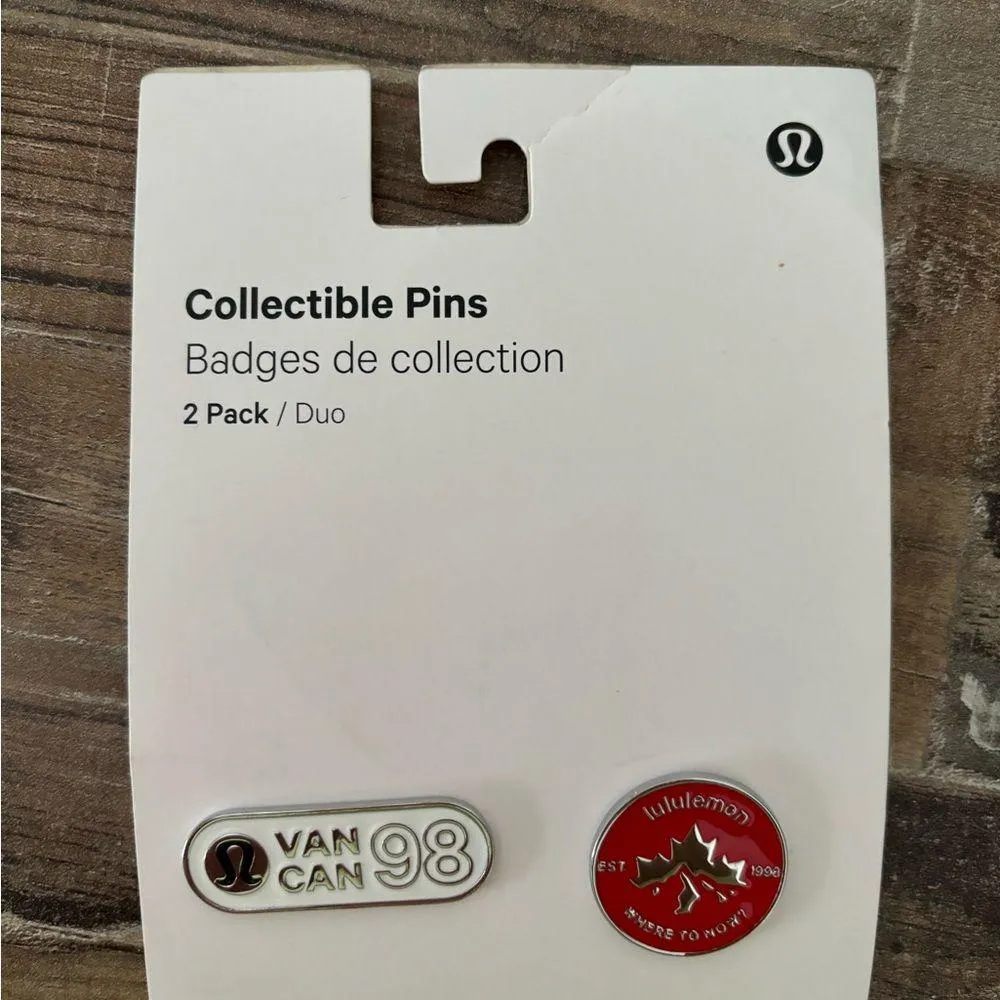 Collectible Pins
Badges de collection
2 Pack / Duo
VAN
CAN
98
lululemon
EST. 1998
WHERE TO NOW?